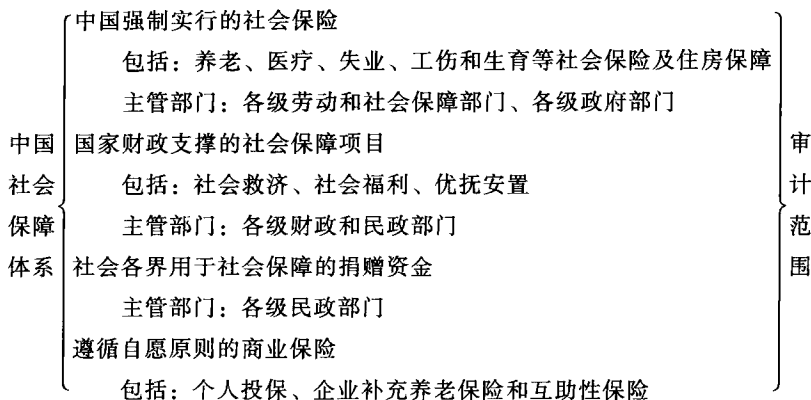 中国强制实行的社会保险
包括：养老、医疗、失业、工伤和生育等社会保险及住房保障
主管部门：各级劳动和社会保障部门、各级政府部门
中国 国家财政支撑的社会保障项目 审
社会 包括：社会救济、社会福利、优抚安置 计
保障 主管部门：各级财政和民政部门 范
体系 社会各界用于社会保障的捐赠资金 围
主管部门：各级民政部门
遵循自愿原则的商业保险
包括：个人投保、企业补充养老保险和互助性保险